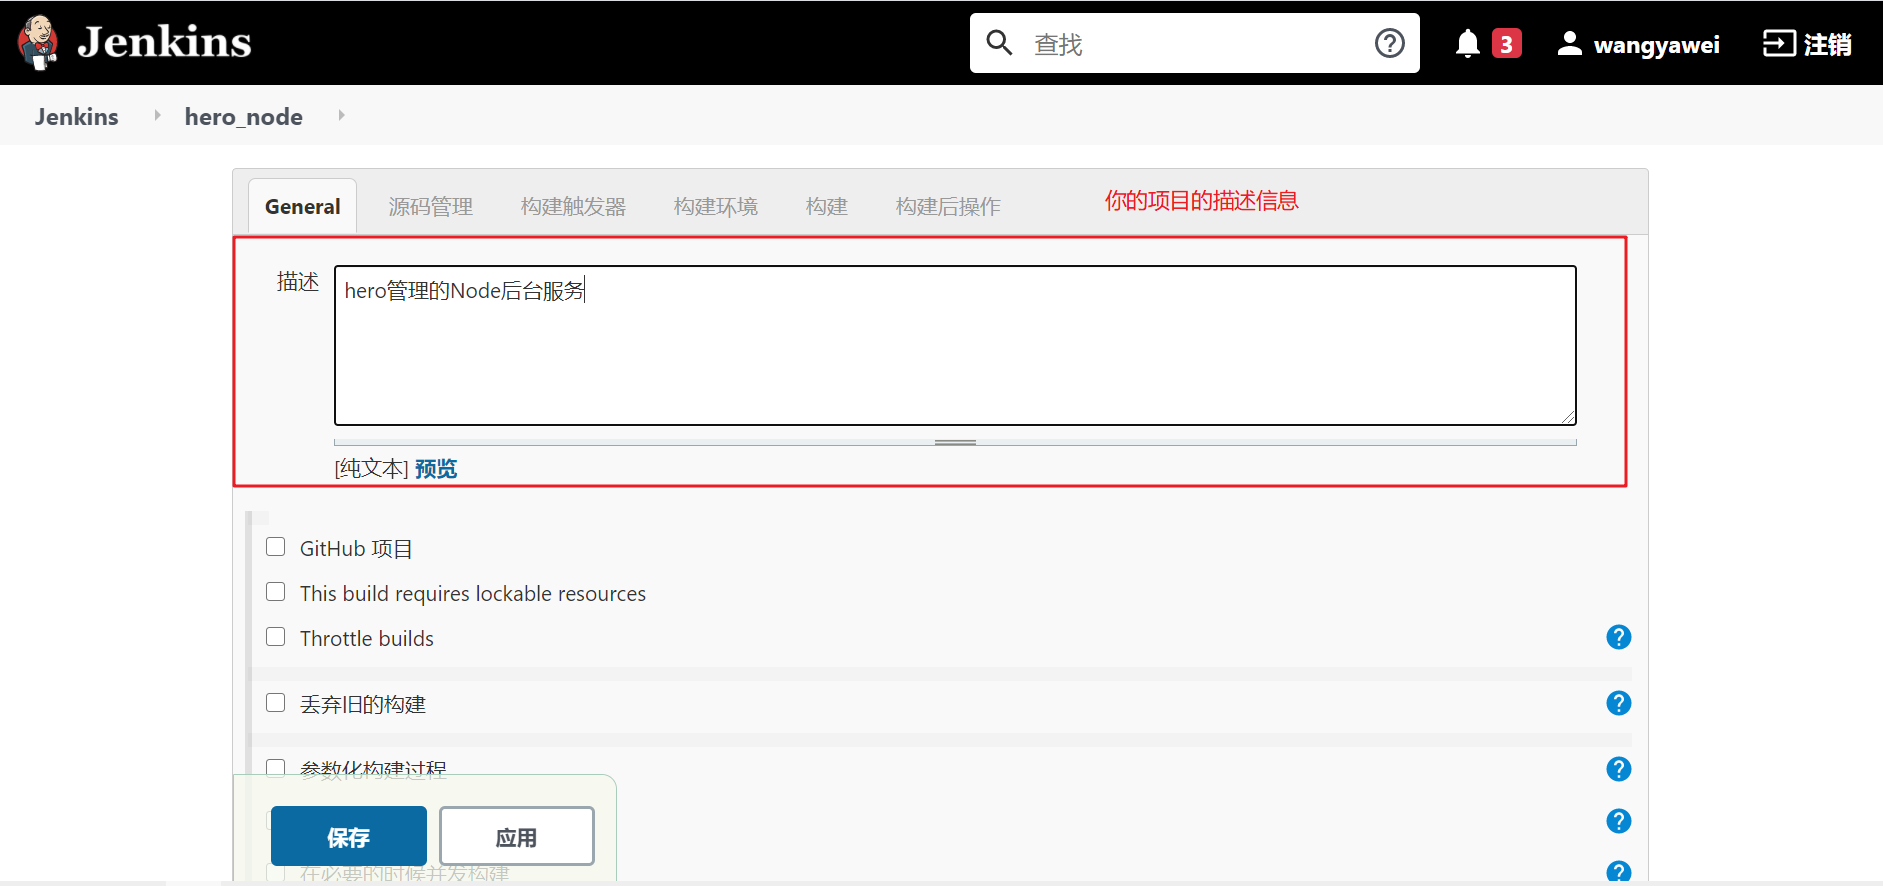 Jenkins
查找
3
wangyawei
注销
Jenkins
hero_node
General
源码管理
构建触发器
构建环境
构建
构建后操作
你的项目的描述信息
描述
hero管理的Node后台服务
[纯文本] 预览
GitHub 项目
This build requires lockable resources
Throttle builds
丢弃旧的构建
参数化构建过程
保存
应用
在必要的时候并发构建